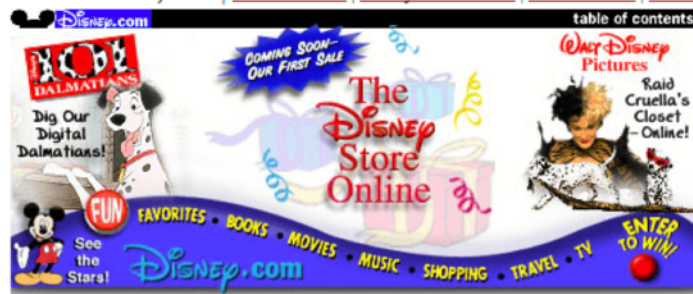 Disney.com
table of contents
Disney's
101
DALMATIANS
Dig Our
Digital
Dalmatians!
COMING SOON-
OUR FIRST SALE
The
Disney
Store
Online
WALT DISNEY
Pictures
Raid
Cruella's
Closet
-Online!
FUN
FAVORITES • BOOKS • MOVIES • MUSIC • SHOPPING • TRAVEL • TV
ENTER
TO WIN!
See
the
Stars!
Disney.com